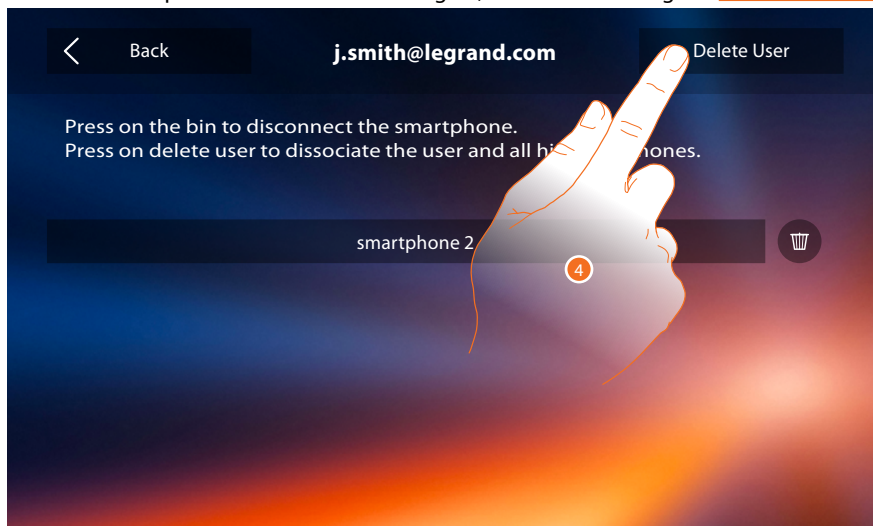 Back
j.smith@legrand.com
Delete User
Press on the bin to disconnect the smartphone.
Press on delete user to dissociate the user and all hi ones.
smartphone 2
4